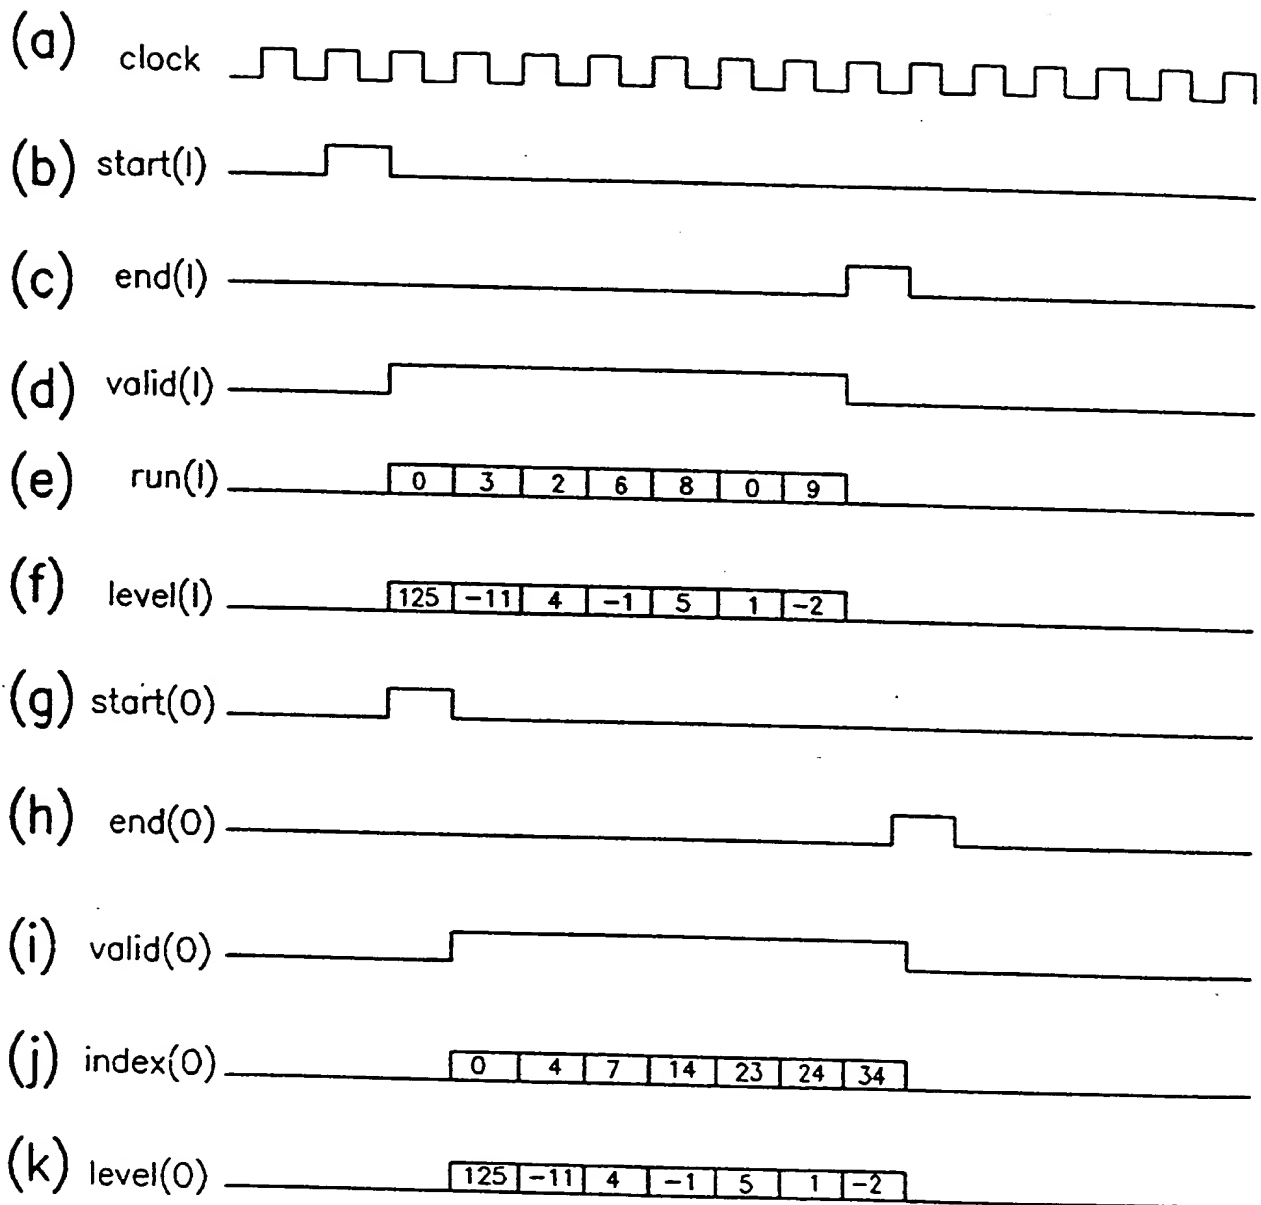 (a) clock
(b) start(I)
(c) end(I)
(d) valid(I)
(e) run(I) 0 3 2 6 8 0 9
(f) level(I) 125 -11 4 -1 5 1 -2
(g) start(O)
(h) end(O)
(i) valid(O)
(j) index(O) 0 4 7 14 23 24 34
(k) level(O) 125 -11 4 -1 5 1 -2